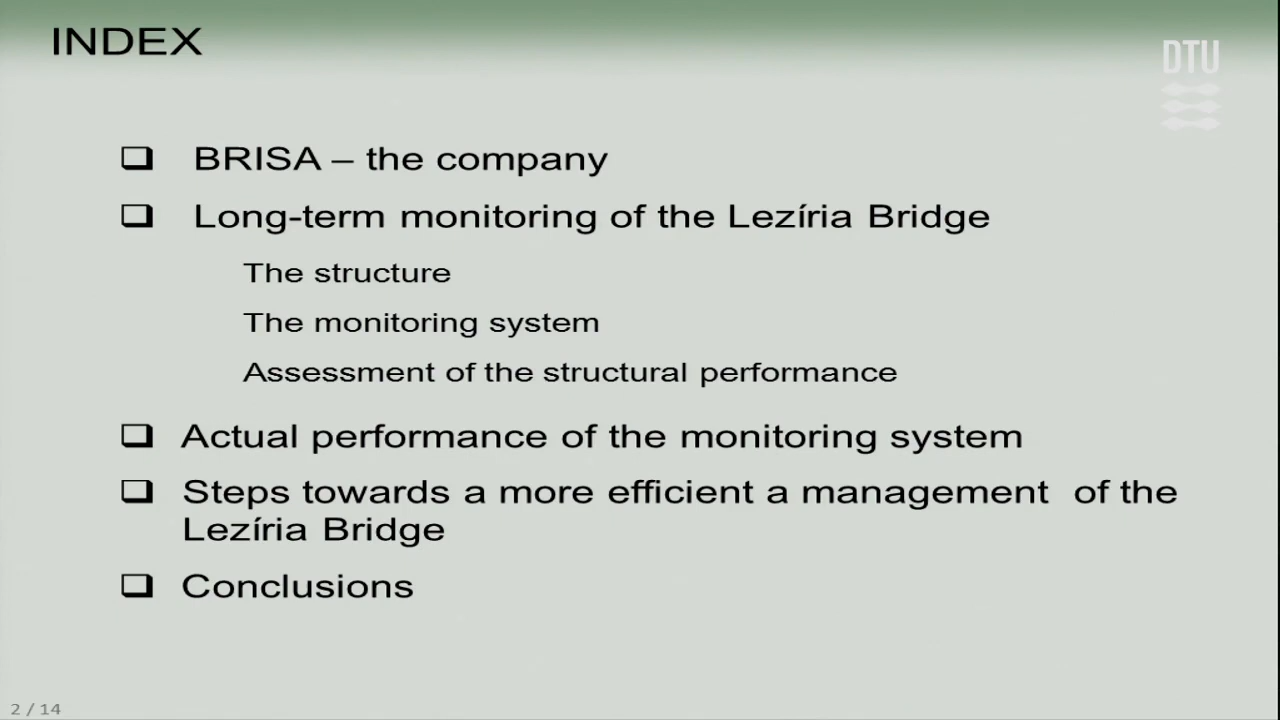 INDEX
DTU
BRISA – the company
Long-term monitoring of the Lezíria Bridge
The structure
The monitoring system
Assessment of the structural performance
Actual performance of the monitoring system
Steps towards a more efficient a management of the
Lezíria Bridge
Conclusions
2 / 14